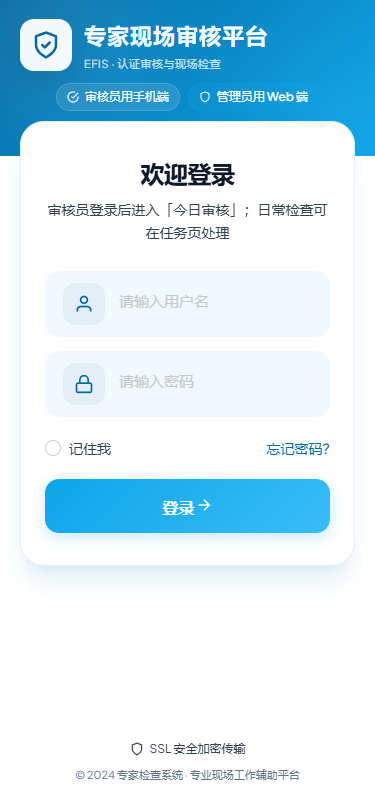 专家现场审核平台
EFIS · 认证审核与现场检查
审核员用手机端 管理员用 Web 端
欢迎登录
审核员登录后进入「今日审核」；日常检查可
在任务页处理
请输入用户名
请输入密码
记住我 忘记密码?
登录→
SSL 安全加密传输
© 2024 专家检查系统 · 专业现场工作辅助平台